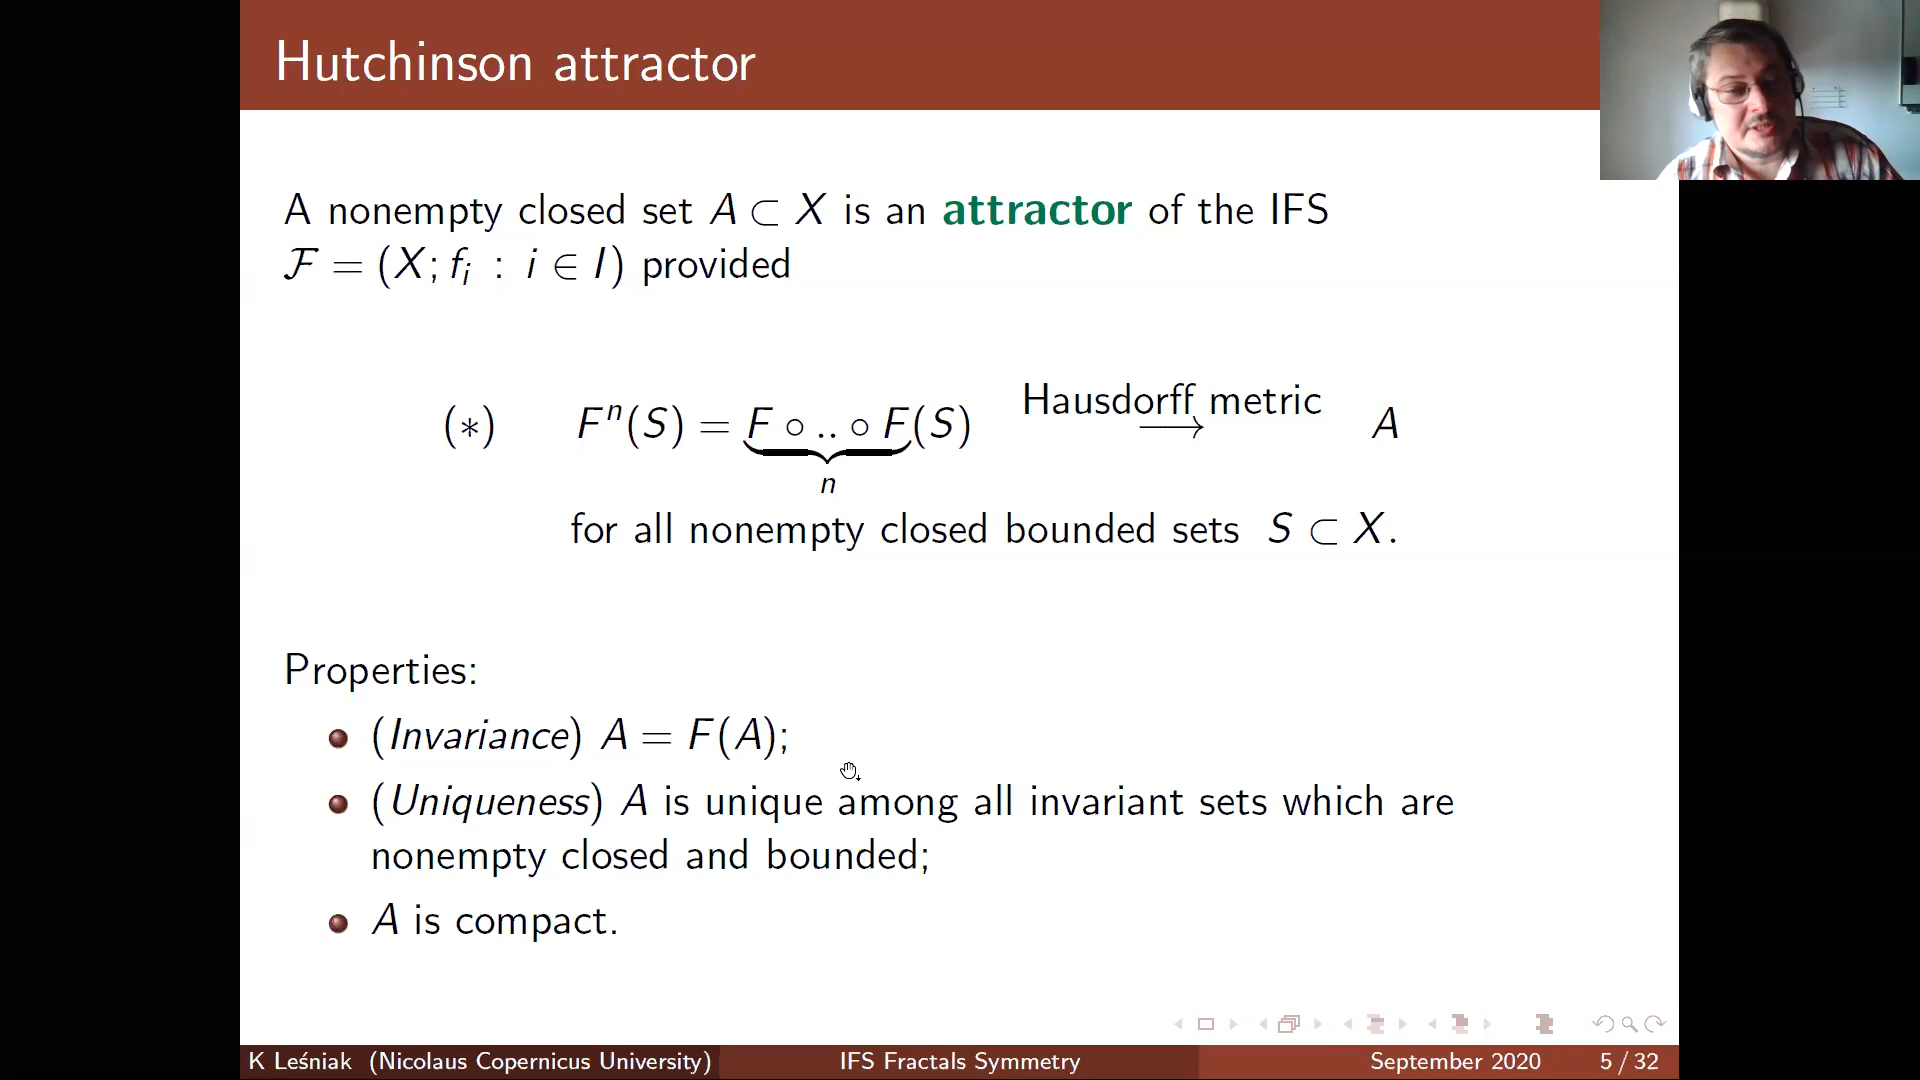 Hutchinson attractor
A nonempty closed set A ⊂ X is an attractor of the IFS
ℱ = (X; fᵢ : i ∈ I) provided
(∗) Fⁿ(S) = F ∘ .. ∘ F(S) Hausdorff metric ⟶ A
n
for all nonempty closed bounded sets S ⊂ X.
Properties:
(Invariance) A = F(A);
(Uniqueness) A is unique among all invariant sets which are
nonempty closed and bounded;
A is compact.
K Leśniak (Nicolaus Copernicus University) IFS Fractals Symmetry September 2020 5 / 32